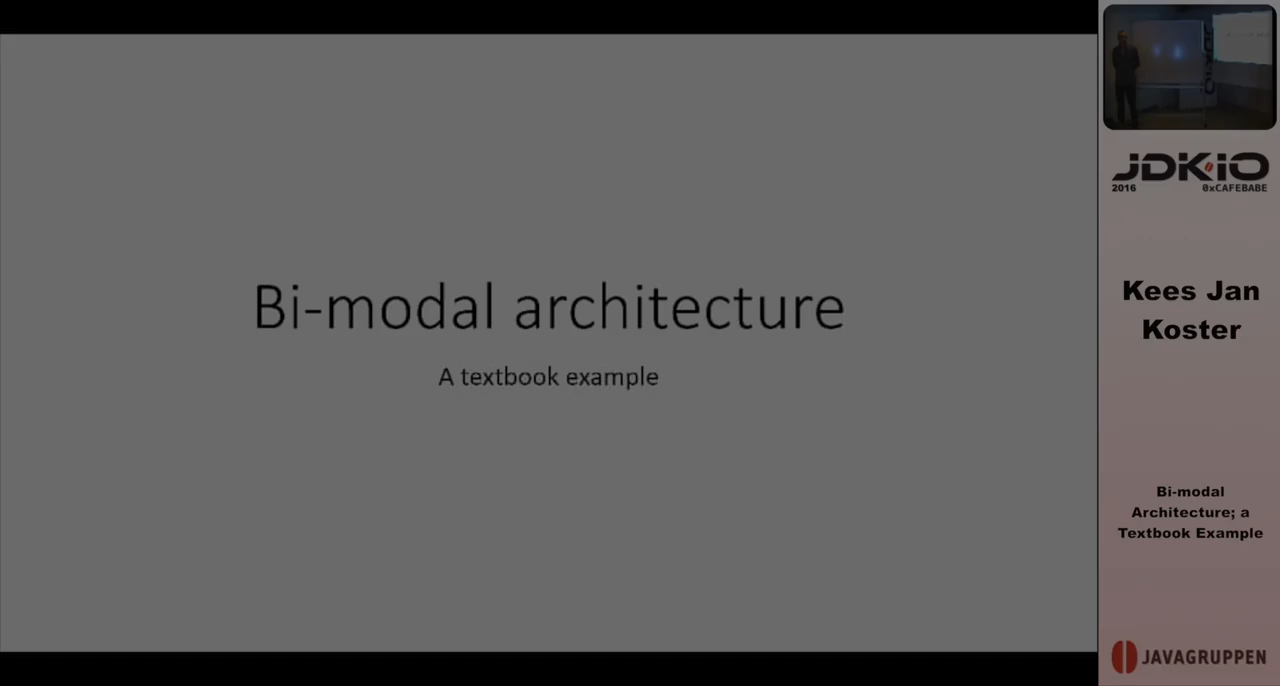 Bi-modal architecture
A textbook example
JDK.iO
2016 0xCAFEBABE
Kees Jan
Koster
Bi-modal
Architecture; a
Textbook Example
JAVAGRUPPEN